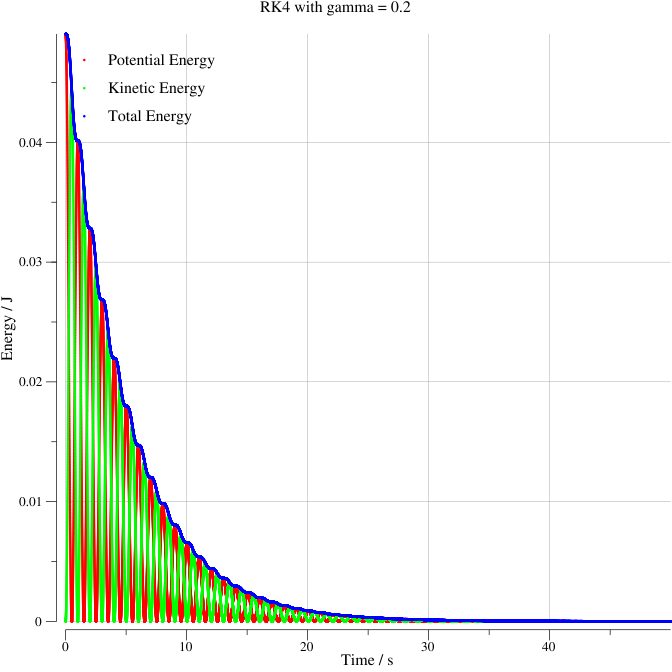 RK4 with gamma = 0.2
Potential Energy
Kinetic Energy
Total Energy
0.04
0.03
0.02
0.01
0
Energy / J
0 10 20 30 40
Time / s